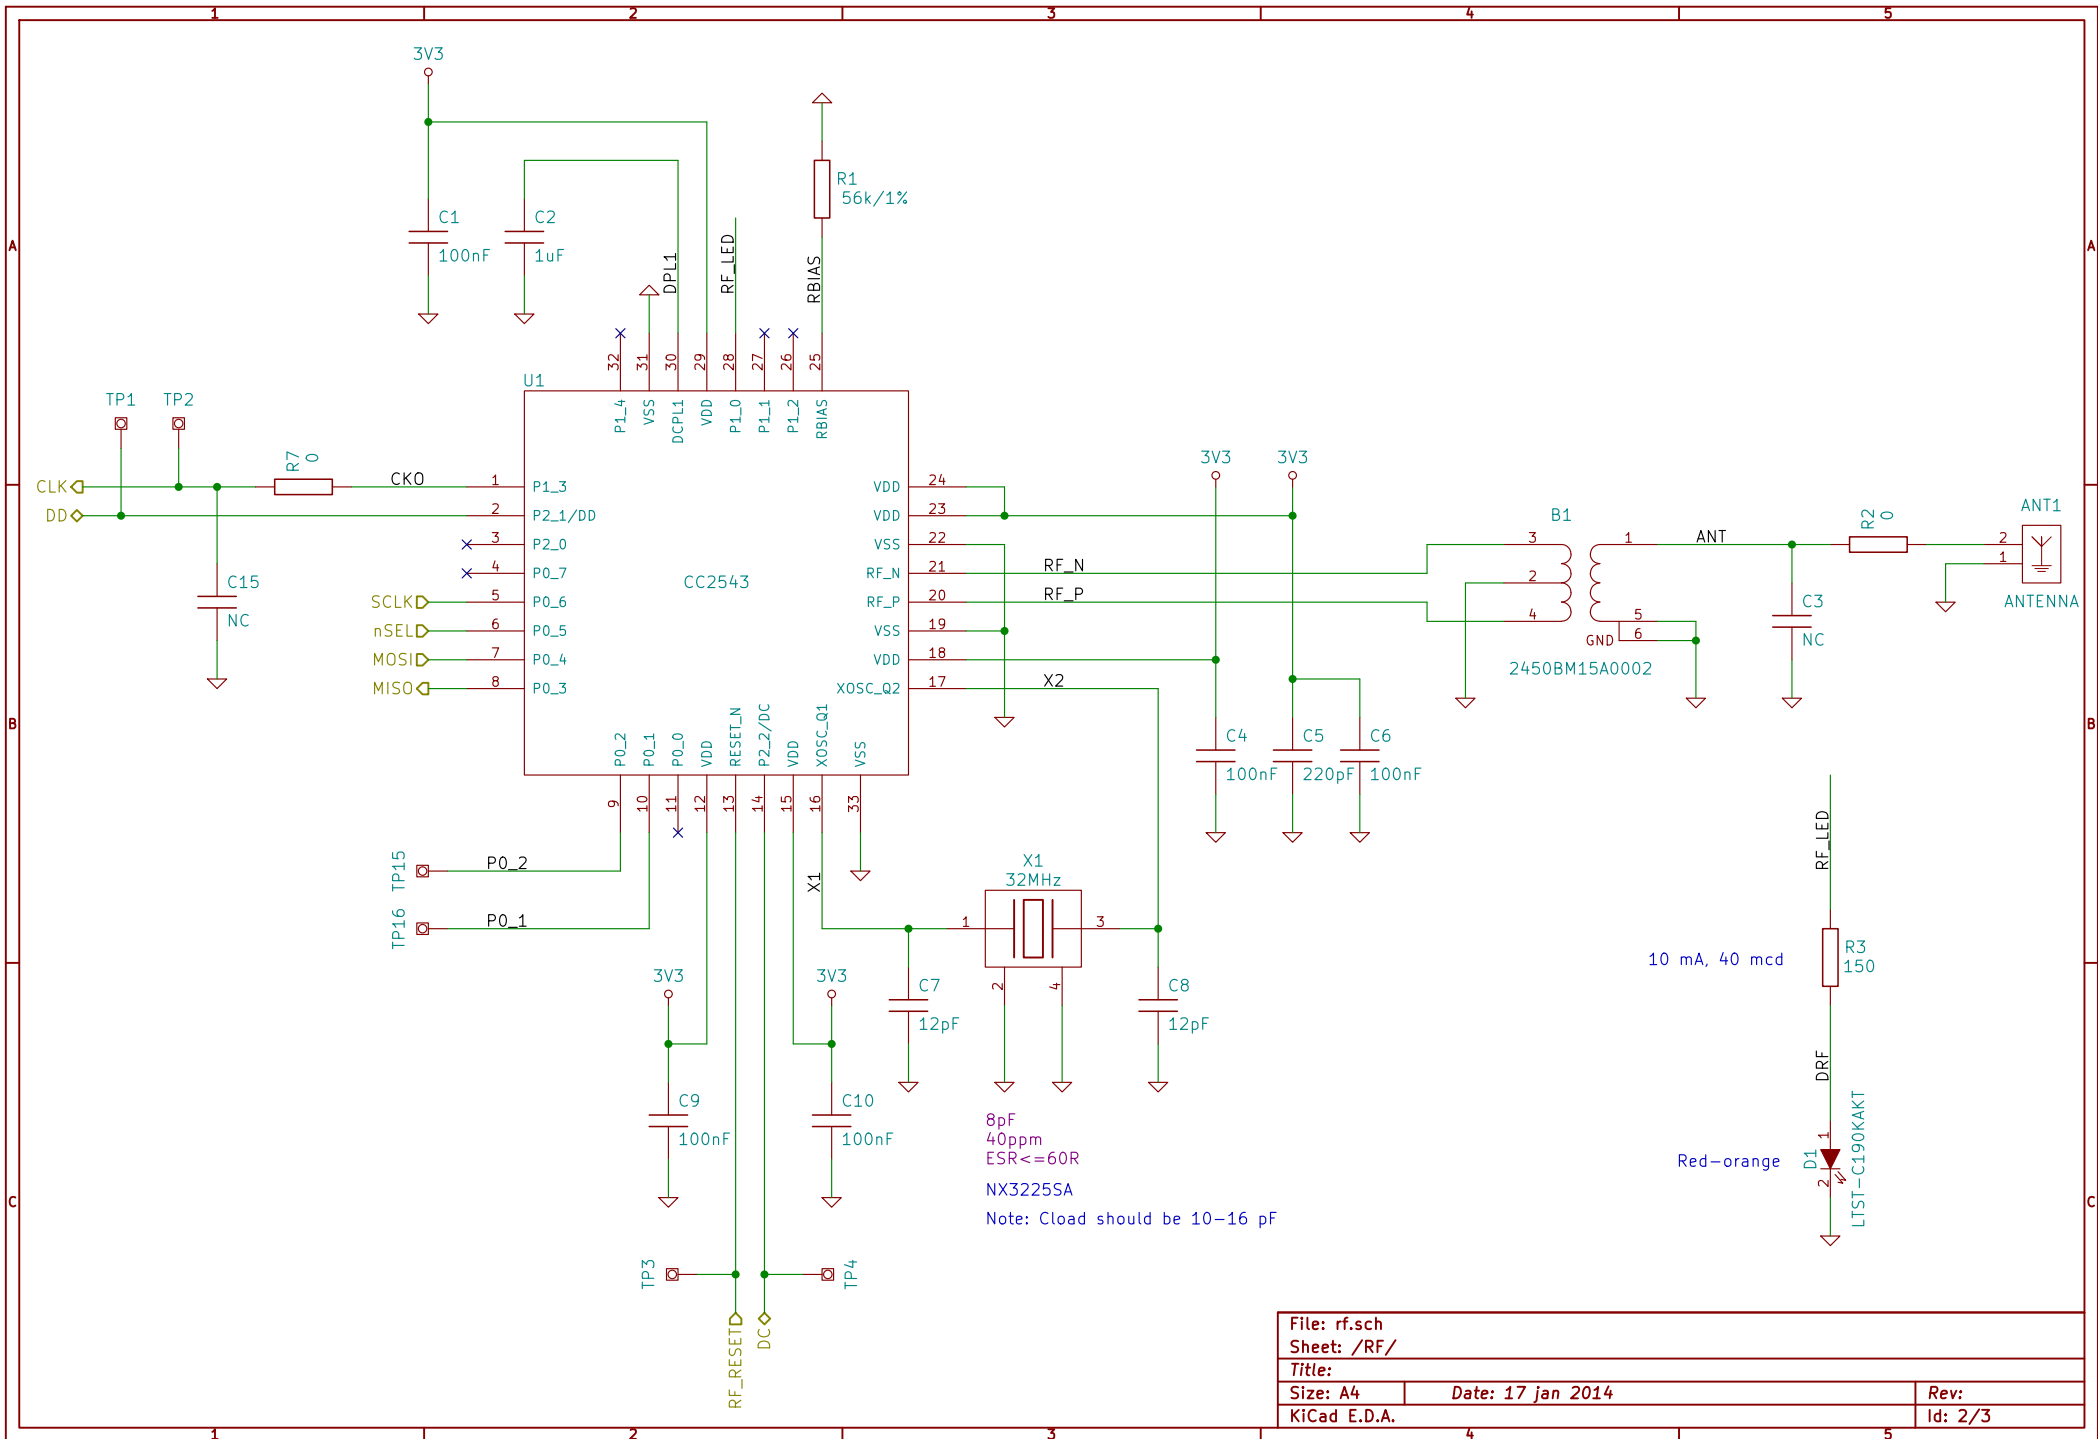 1 2 3 4 5
A
B
C
A
B
C
1 2 3 4 5
3V3
C1
100nF
C2
1uF
DPL1
RF_LED
RBIAS
R1
56k/1%
U1
CC2543
32
31
30
29
28
27
26
25
P1_4
VSS
DCPL1
VDD
P1_0
P1_1
P1_2
RBIAS
TP1
TP2
CLK
DD
R7
0
CKO
C15
NC
SCLK
nSEL
MOSI
MISO
1 P1_3
2 P2_1/DD
3 P2_0
4 P0_7
5 P0_6
6 P0_5
7 P0_4
8 P0_3
VDD 24
VDD 23
VSS 22
RF_N 21
RF_P 20
VSS 19
VDD 18
XOSC_Q2 17
P0_2
P0_1
P0_0
VDD
RESET_N
P2_2/DC
VDD
XOSC_Q1
VSS
9
10
11
12
13
14
15
16
33
RF_N
RF_P
X2
3V3
3V3
C4
100nF
C5
220pF
C6
100nF
B1
3
2
4
1
5
6
GND
2450BM15A0002
ANT
C3
NC
R2
0
ANT1
2
1
ANTENNA
TP15
P0_2
TP16
P0_1
X1
X1
32MHz
1
3
2
4
C7
12pF
C8
12pF
3V3
C9
100nF
3V3
C10
100nF
8pF
40ppm
ESR<=60R
NX3225SA
Note: Cload should be 10-16 pF
TP3
TP4
RF_RESET
DC
RF_LED
10 mA, 40 mcd
R3
150
DRF
Red-orange
D1
1
2
LTST-C190KAKT
File: rf.sch
Sheet: /RF/
Title:
Size: A4 Date: 17 jan 2014 Rev:
KiCad E.D.A. Id: 2/3